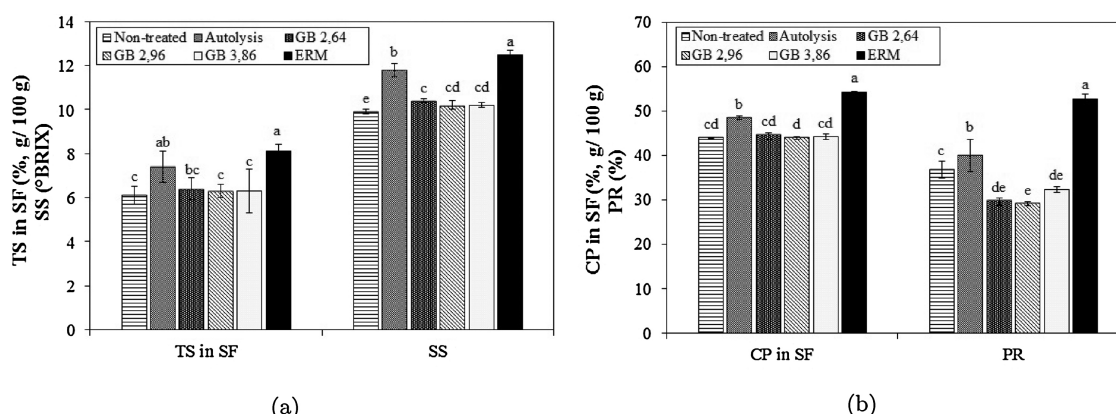 14
12
10
8
6
4
2
0
TS in SF (%, g/ 100 g)
SS (°BRIX)
Non-treated Autolysis GB 2,64
GB 2,96 GB 3,86 ERM
c ab bc c c a
e b c cd cd a
TS in SF SS
(a)
70
60
50
40
30
20
10
0
CP in SF (%, g/ 100 g)
PR (%)
Non-treated Autolysis GB 2,64
GB 2,96 GB 3,86 ERM
cd b cd d cd a
c b de e de a
CP in SF PR
(b)